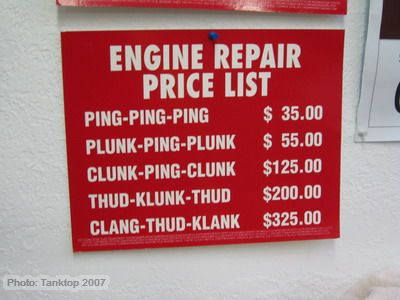 ENGINE REPAIR
PRICE LIST
PING-PING-PING $ 35.00
PLUNK-PING-PLUNK $ 55.00
CLUNK-PING-CLUNK $125.00
THUD-KLUNK-THUD $200.00
CLANG-THUD-KLANK $325.00
Photo: Tanktop 2007